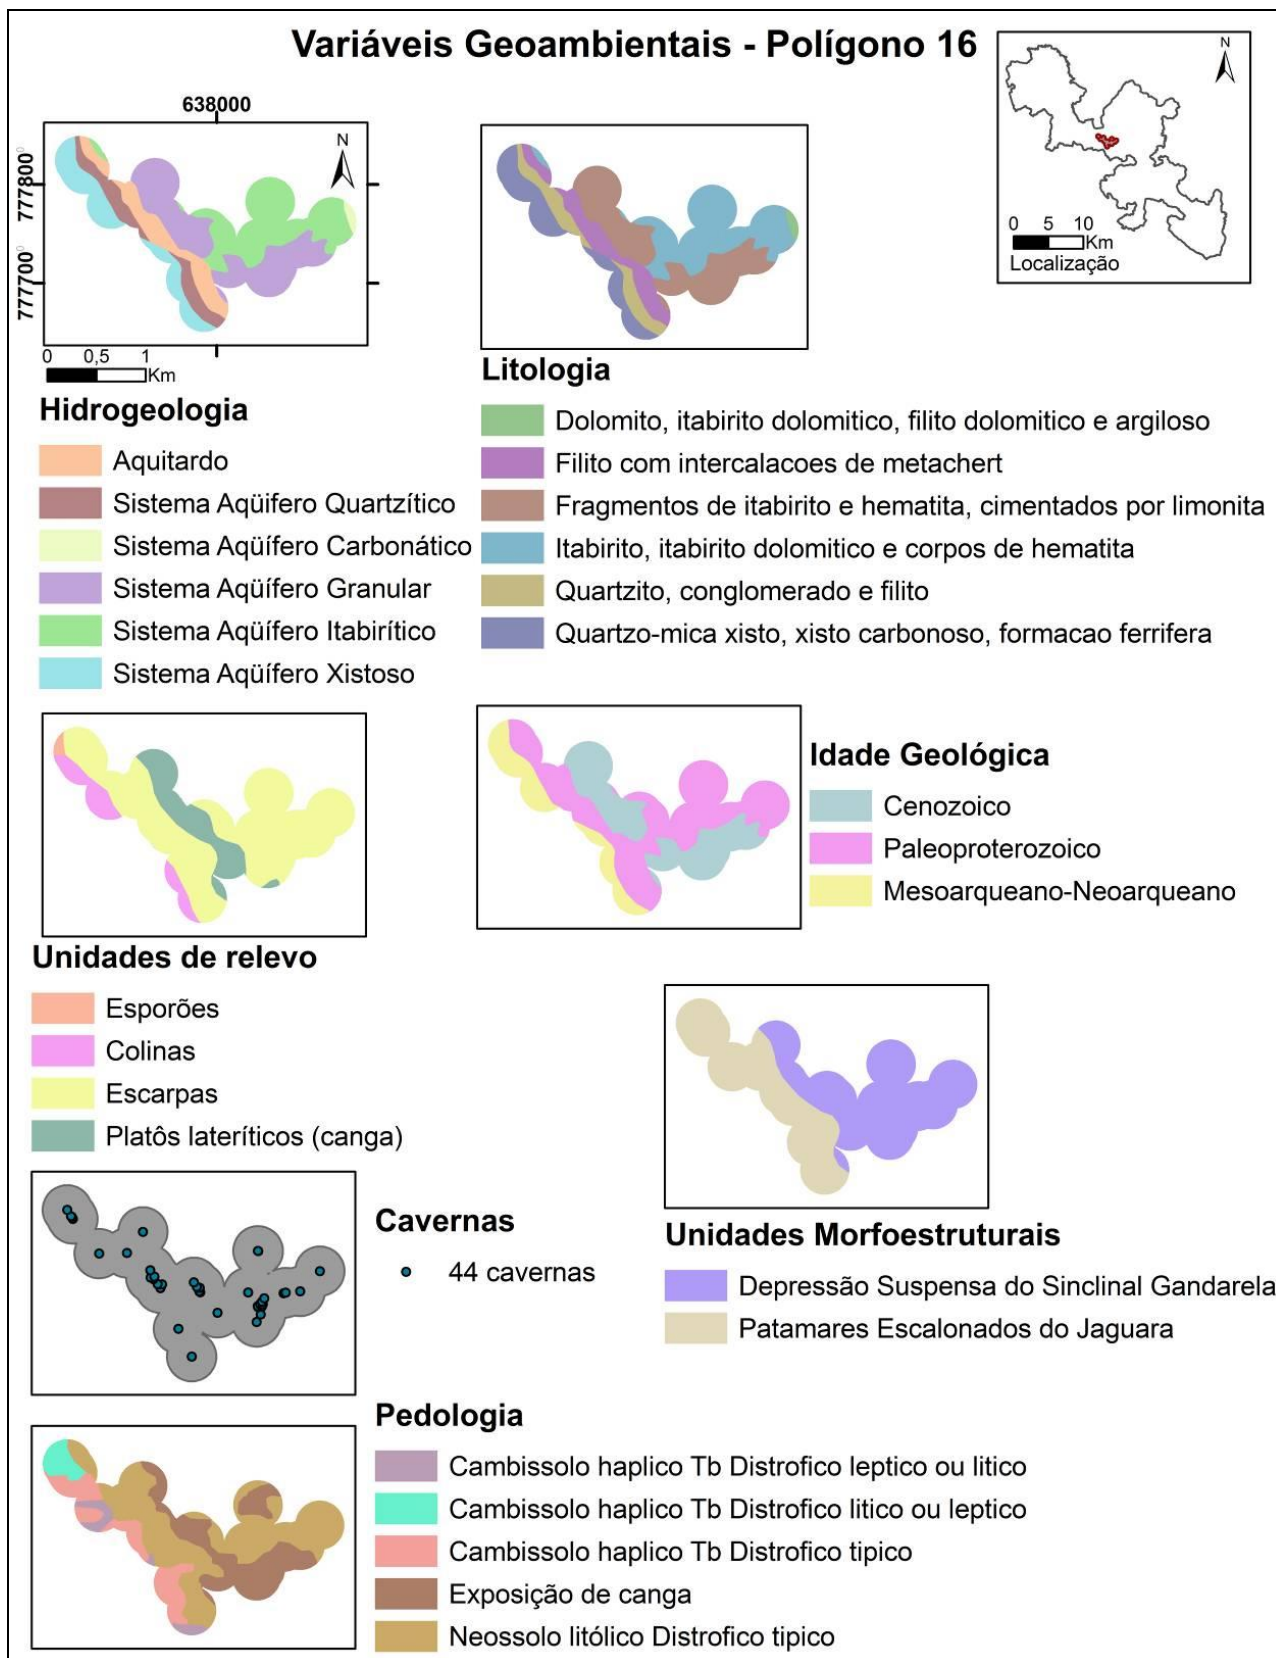 Variáveis Geoambientais - Polígono 16
N
0 5 10
Km
Localização
638000
N
777800
777700
0 0,5 1
Km
Hidrogeologia
Aquitardo
Sistema Aqüífero Quartzítico
Sistema Aqüífero Carbonático
Sistema Aqüífero Granular
Sistema Aqüífero Itabirítico
Sistema Aqüífero Xistoso
Litologia
Dolomito, itabirito dolomitico, filito dolomitico e argiloso
Filito com intercalacoes de metachert
Fragmentos de itabirito e hematita, cimentados por limonita
Itabirito, itabirito dolomitico e corpos de hematita
Quartzito, conglomerado e filito
Quartzo-mica xisto, xisto carbonoso, formacao ferrifera
Idade Geológica
Cenozoico
Paleoproterozoico
Mesoarqueano-Neoarqueano
Unidades de relevo
Esporões
Colinas
Escarpas
Platôs lateríticos (canga)
Unidades Morfoestruturais
Depressão Suspensa do Sinclinal Gandarela
Patamares Escalonados do Jaguara
Cavernas
44 cavernas
Pedologia
Cambissolo haplico Tb Distrofico leptico ou litico
Cambissolo haplico Tb Distrofico litico ou leptico
Cambissolo haplico Tb Distrofico tipico
Exposição de canga
Neossolo litólico Distrofico tipico